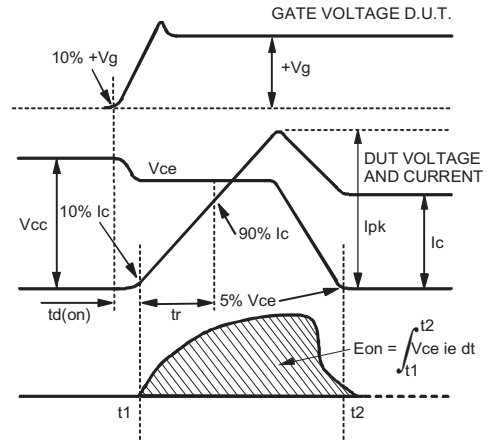 GATE VOLTAGE D.U.T.
10% +Vg
+Vg
Vce
DUT VOLTAGE
AND CURRENT
Vcc
10% Ic
90% Ic
Ipk
Ic
td(on)
tr
5% Vce
Eon = ∫ Vce ie dt
t2
t1
t1
t2